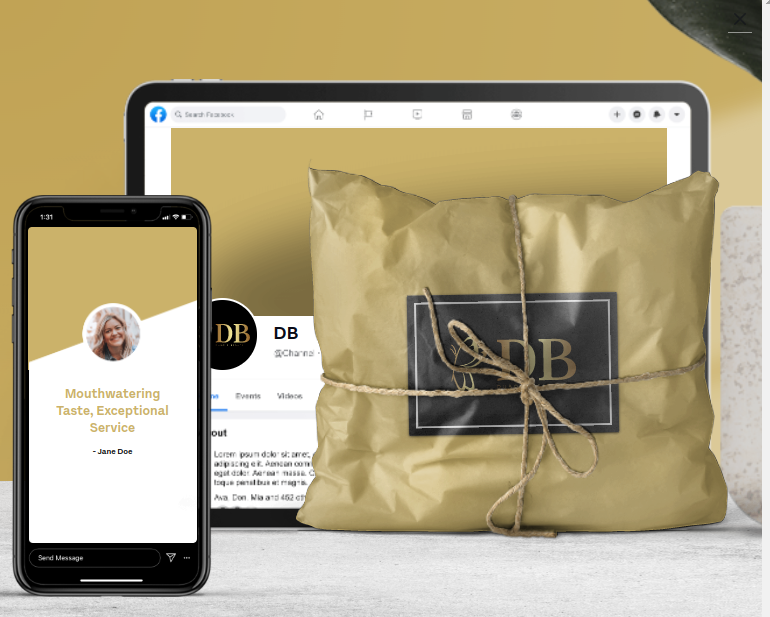 Search Facebook
1:31
DB
DB
@Channel
Events
Videos
Mouthwatering
Taste, Exceptional
Service
- Jane Doe
Lorem ipsum dolor sit amet,
adipiscing elit. Aenean comm
eget dolor. Aenean massa. C
toque penatibus et magnis.
Ava, Don, Mia and 462 oth
DB
Send Message